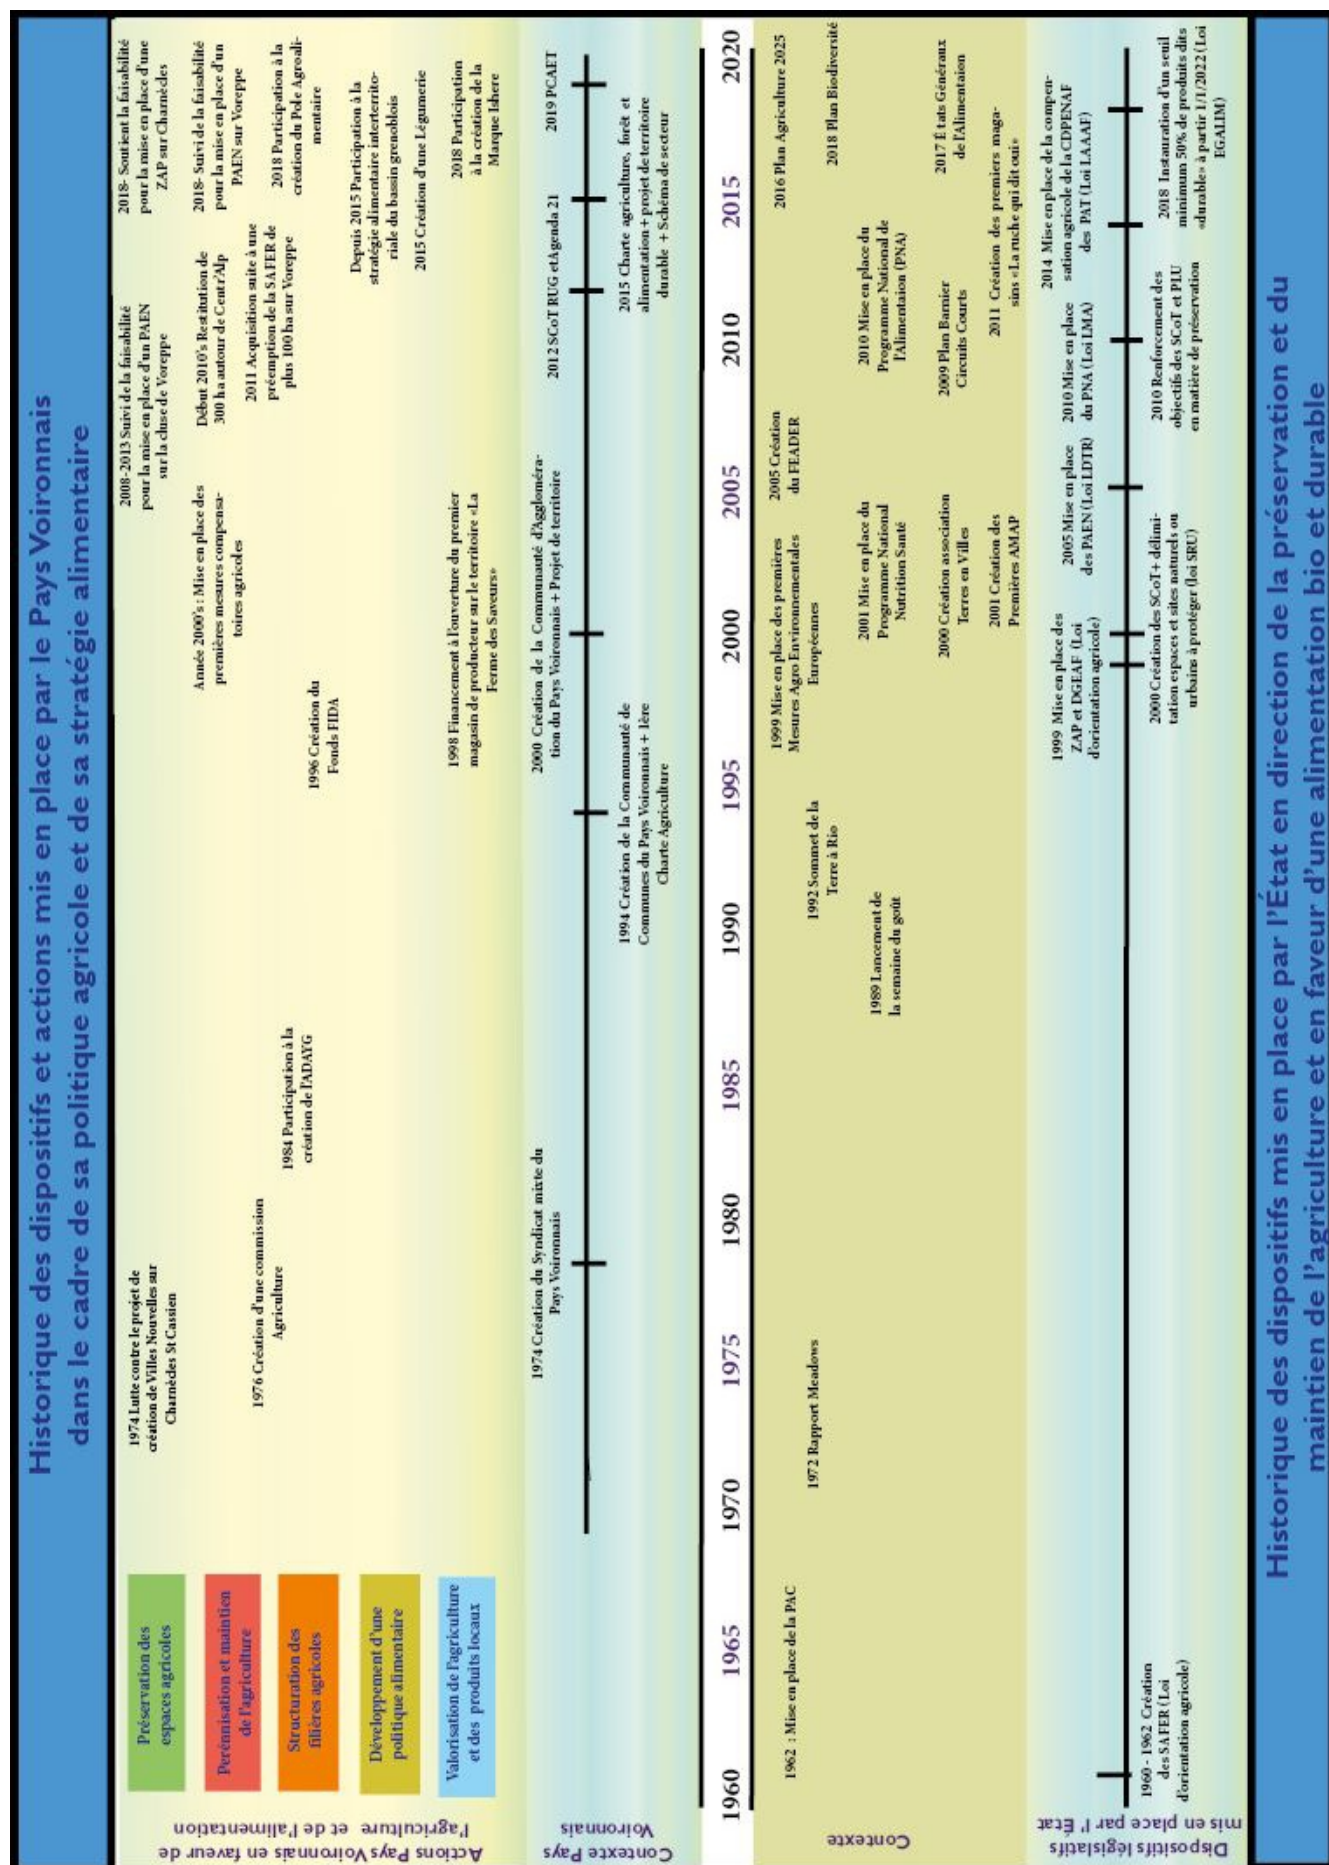 Historique des dispositifs et actions mis en place par le Pays Voironnais
dans le cadre de sa politique agricole et de sa stratégie alimentaire
Actions Pays Voironnais en faveur de
l'agriculture et de l'alimentation
Préservation des
espaces agricoles
1974 Lutte contre le projet de
création de Villes Nouvelles sur
Charnècles St Cassien
2008-2013 Suivi de la faisabilité
pour la mise en place d'un PAEN
sur la cluse de Voreppe
2018- Soutient la faisabilité
pour la mise en place d'une
ZAP sur Charnècles
Perénnisation et maintien
de l'agriculture
1976 Création d'une commission
Agriculture
Année 2000's : Mise en place des
premières mesures compensa-
toires agricoles
Début 2010's Restitution de
300 ha autour de Centr'Alp
2011 Acquisition suite à une
préemption de la SAFER de
plus 100 ha sur Voreppe
2018- Suivi de la faisabilité
pour la mise en place d'un
PAEN sur Voreppe
Structuration des
filières agricoles
1984 Participation à la
création de l'ADAYG
1996 Création du
Fonds FIDA
2018 Participation à la
création du Pole Agroali-
mentaire
Développement d'une
politique alimentaire
Depuis 2015 Participation à la
stratégie alimentaire interterrito-
riale du bassin grenoblois
2015 Création d'une Légumerie
Valorisation de l'agriculture
et des produits locaux
1998 Financement à l'ouverture du premier
magasin de producteur sur le territoire «La
Ferme des Saveurs»
2018 Participation
à la création de la
Marque Ishere
Contexte Pays
Voironnais
1974 Création du Syndicat mixte du
Pays Voironnais
1994 Création de la Communauté de
Communes du Pays Voironnais + 1ère
Charte Agriculture
2000 Création de la Communauté d'Aggloméra-
tion du Pays Voironnais + Projet de territoire
2012 SCoT RUG et Agenda 21
2015 Charte agriculture, forêt et
alimentation + projet de territoire
durable + Schéma de secteur
2019 PCAET
1960 1965 1970 1975 1980 1985 1990 1995 2000 2005 2010 2015 2020
Contexte
1962 : Mise en place de la PAC
1972 Rapport Meadows
1989 Lancement de
la semaine du goût
1992 Sommet de la
Terre à Rio
1999 Mise en place des premières
Mesures Agro Environnementales
Européennes
2001 Mise en place du
Programme National
Nutrition Santé
2000 Création association
Terres en Villes
2001 Création des
Premières AMAP
2005 Création
du FEADER
2010 Mise en place du
Programme National de
l'Alimentaion (PNA)
2009 Plan Barnier
Circuits Courts
2011 Création des premiers maga-
sins «La ruche qui dit oui»
2016 Plan Agriculture 2025
2018 Plan Biodiversité
2017 États Généraux
de l'Alimentaion
Dispositifs législatifs
mis en place par l' État
1960 - 1962 Création
des SAFER (Loi
d'orientation agricole)
1999 Mise en place des
ZAP et DGEAF (Loi
d'orientation agricole)
2000 Création des SCoT+ délimi-
tation espaces et sites naturels ou
urbains à protéger (loi SRU)
2005 Mise en place
des PAEN (Loi LDTR)
2010 Mise en place
du PNA (Loi LMA)
2010 Renforcement des
objectifs des SCoT et PLU
en matière de préservation
2014 Mise en place de la compen-
sation agricole de la CDPENAF
des PAT (Loi LAAAF)
2018 Instauration d'un seuil
minimum 50% de produits dits
«durable» à partir 1/1/2022 (Loi
EGALIM)
Historique des dispositifs mis en place par l'État en direction de la préservation et du
maintien de l'agriculture et en faveur d'une alimentation bio et durable